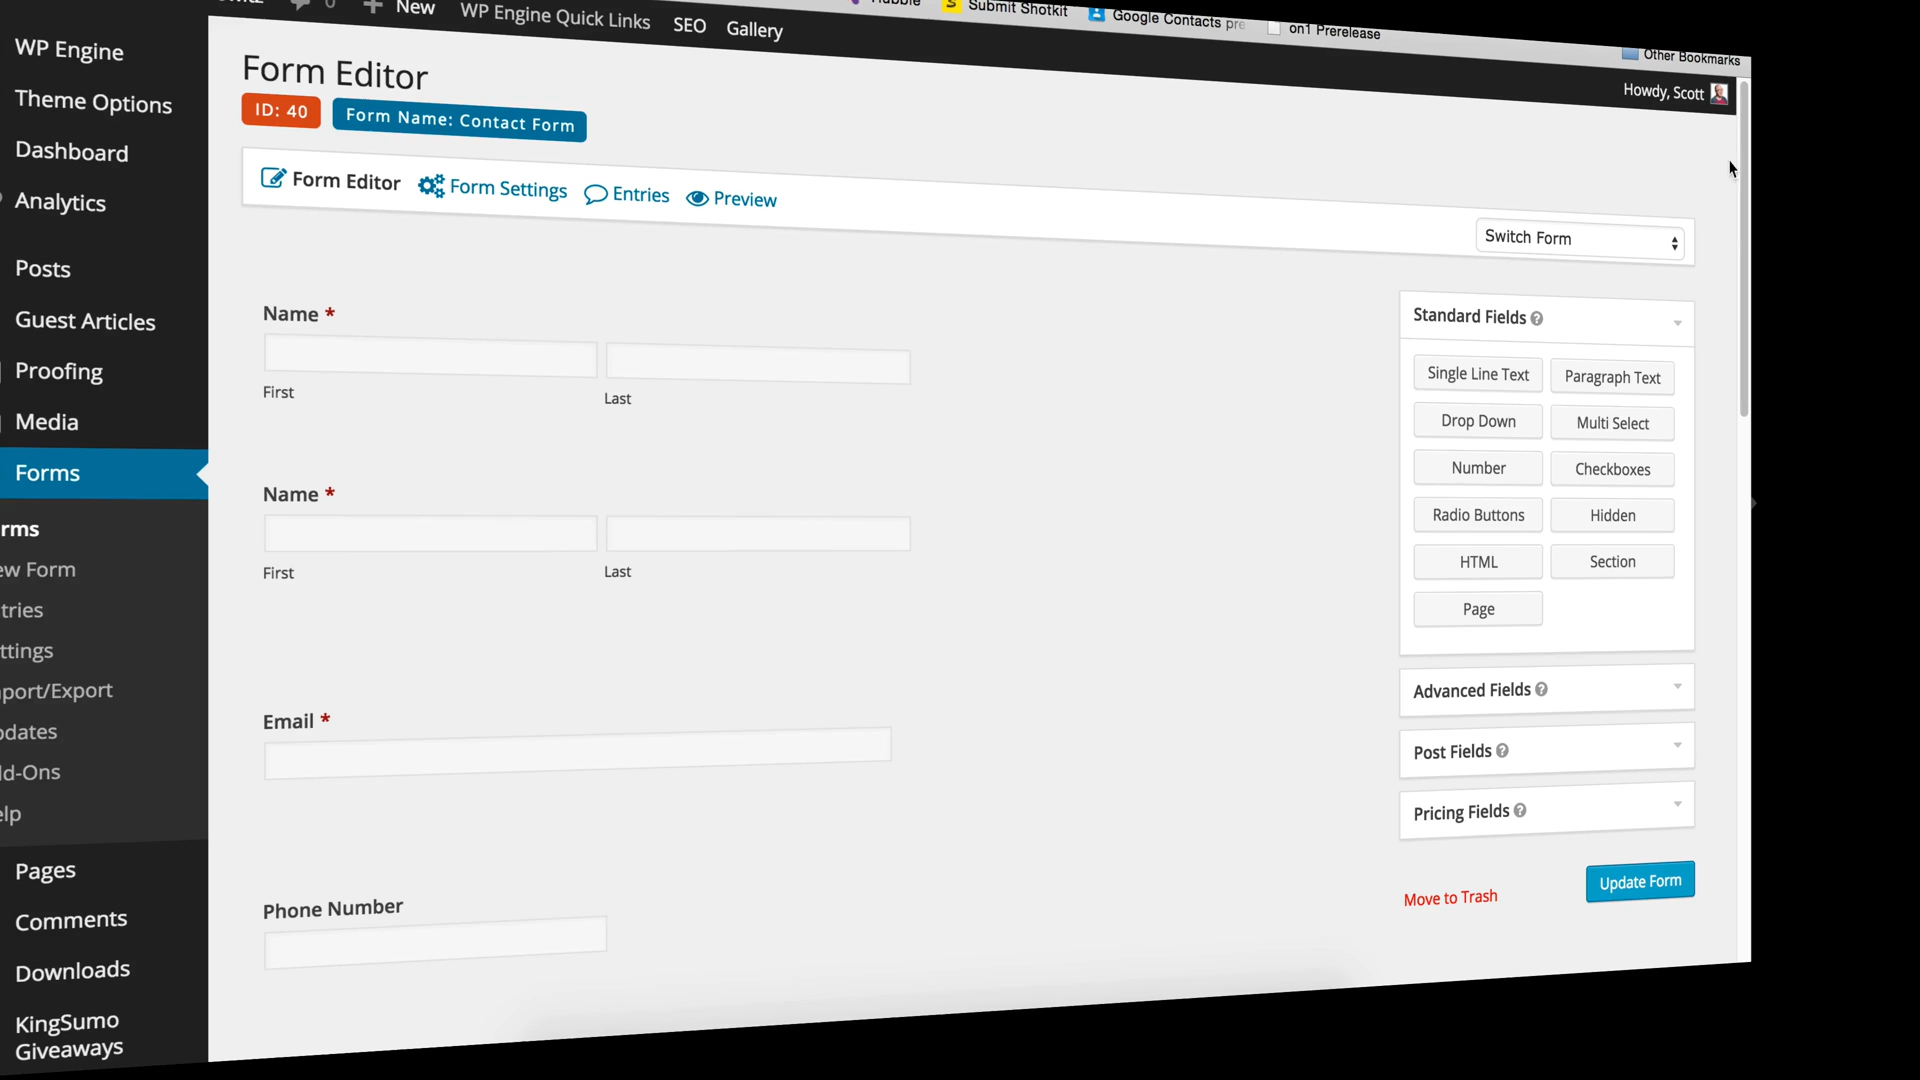 0
New
WP Engine Quick Links
SEO
Gallery
Submit Shotkit
Google Contacts
on1 Prerelease
Other Bookmarks
Howdy, Scott
WP Engine
Theme Options
Dashboard
Analytics
Posts
Guest Articles
Proofing
Media
Forms
rms
ew Form
tries
ttings
port/Export
dates
d-Ons
elp
Pages
Comments
Downloads
KingSumo
Giveaways
Form Editor
ID: 40
Form Name: Contact Form
Form Editor
Form Settings
Entries
Preview
Switch Form
Name *
First
Last
Name *
First
Last
Email *
Phone Number
Standard Fields
Single Line Text
Paragraph Text
Drop Down
Multi Select
Number
Checkboxes
Radio Buttons
Hidden
HTML
Section
Page
Advanced Fields
Post Fields
Pricing Fields
Move to Trash
Update Form